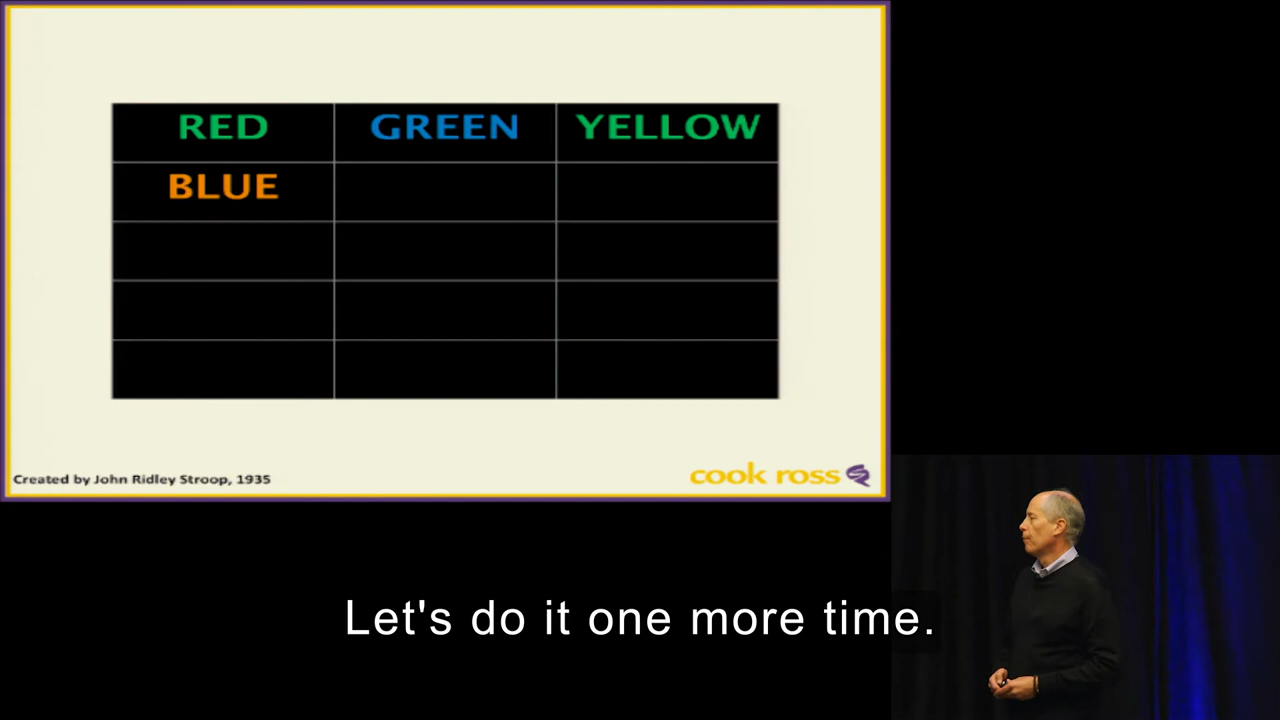 RED GREEN YELLOW
BLUE
Created by John Ridley Stroop, 1935
cook ross
Let's do it one more time.